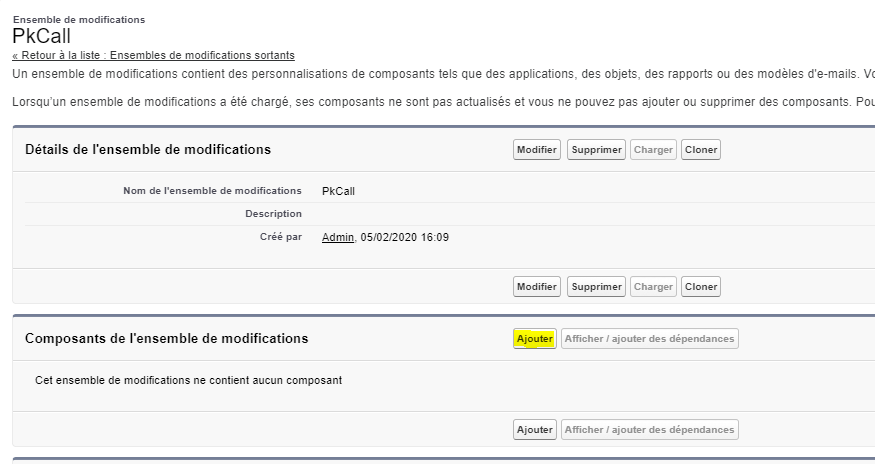 Ensemble de modifications
PkCall
« Retour à la liste : Ensembles de modifications sortants
Un ensemble de modifications contient des personnalisations de composants tels que des applications, des objets, des rapports ou des modèles d'e-mails.
Lorsqu'un ensemble de modifications a été chargé, ses composants ne sont pas actualisés et vous ne pouvez pas ajouter ou supprimer des composants.
Détails de l'ensemble de modifications Modifier Supprimer Charger Cloner
Nom de l'ensemble de modifications PkCall
Description
Créé par Admin, 05/02/2020 16:09
Modifier Supprimer Charger Cloner
Composants de l'ensemble de modifications Ajouter Afficher / ajouter des dépendances
Cet ensemble de modifications ne contient aucun composant
Ajouter Afficher / ajouter des dépendances